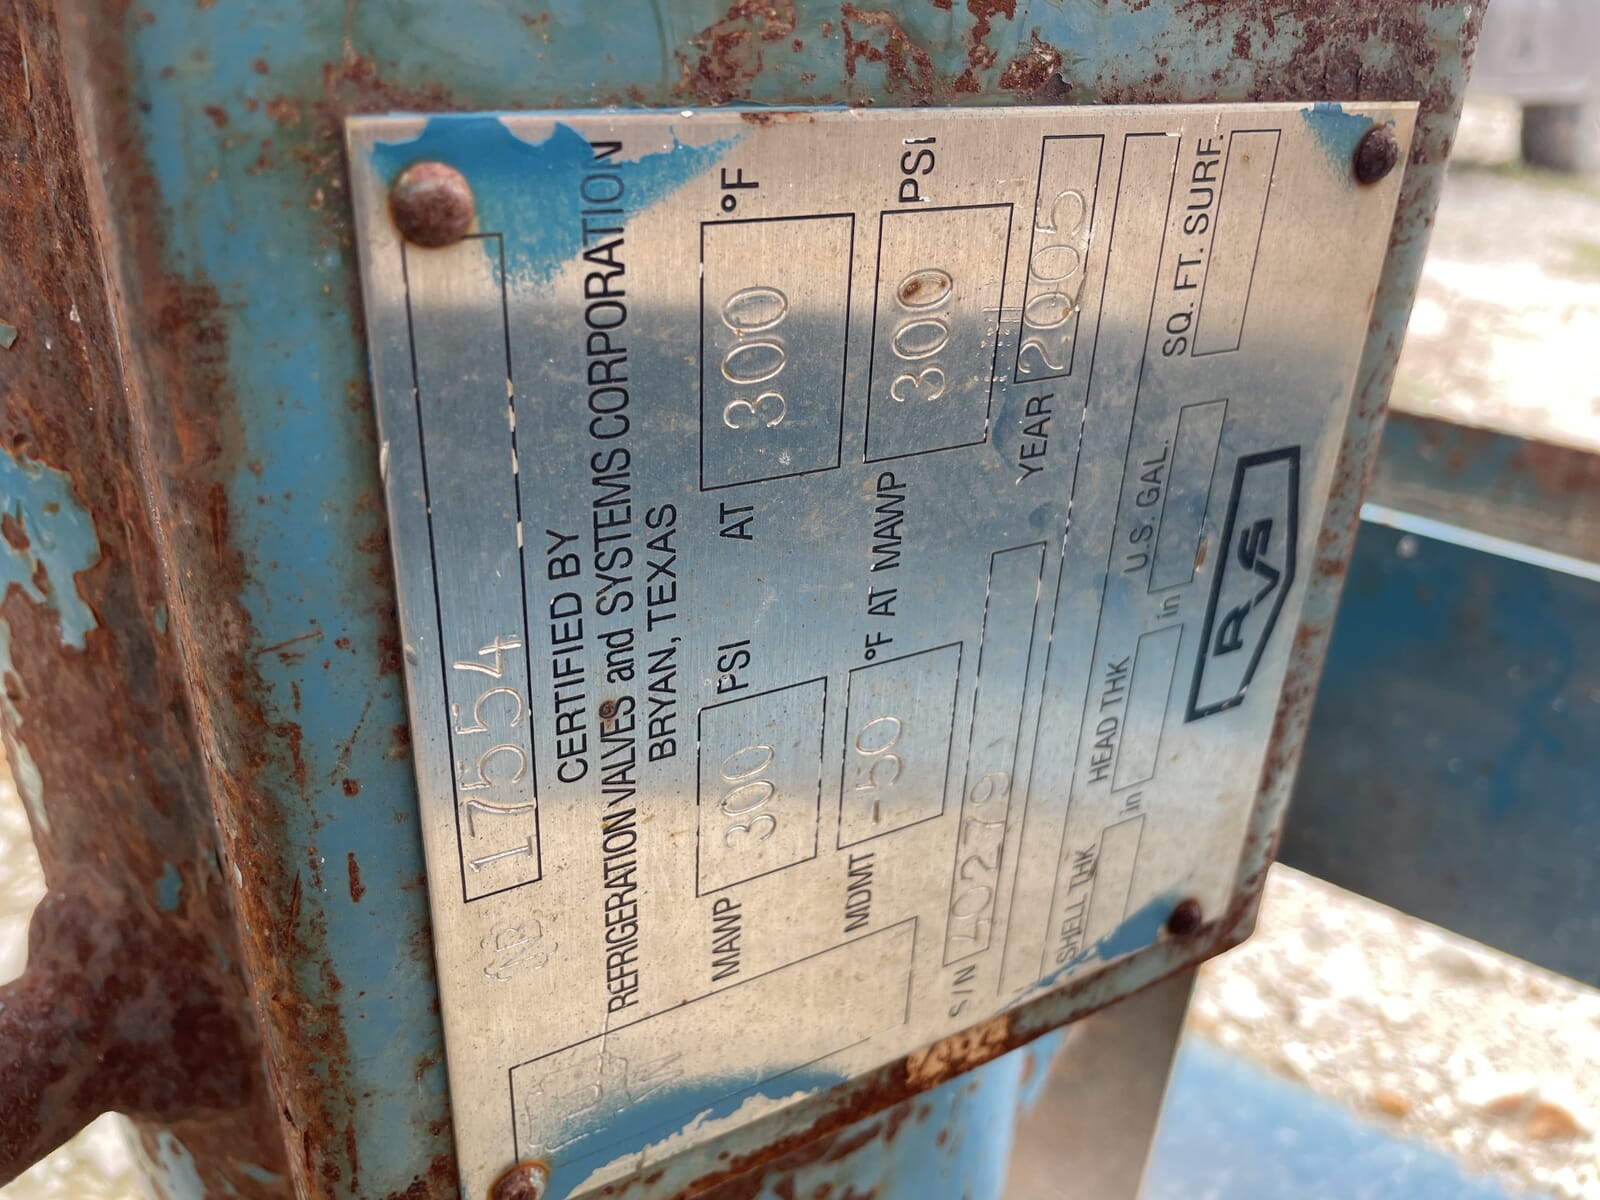 NB 17554
CERTIFIED BY
REFRIGERATION VALVES and SYSTEMS CORPORATION
BRYAN, TEXAS
MAWP 300 PSI AT 300 °F
MDMT -50 °F AT MAWP 300 PSI
S/N 40279 YEAR 2005
SHELL THK in HEAD THK in U.S. GAL. SQ. FT. SURF.
RVS